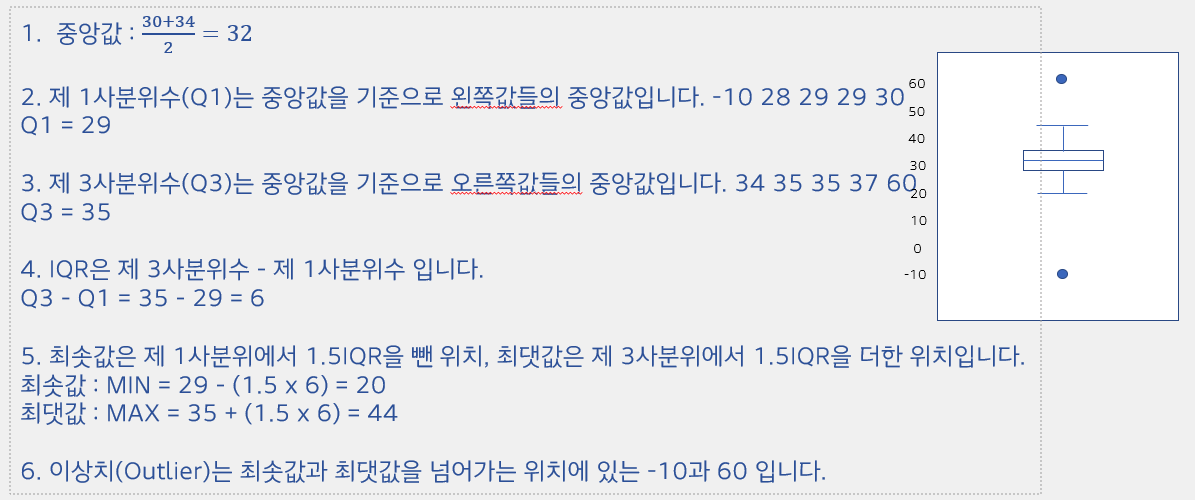 1. 중앙값 : (30+34)/2 = 32
2. 제 1사분위수(Q1)는 중앙값을 기준으로 왼쪽값들의 중앙값입니다. -10 28 29 29 30
Q1 = 29
3. 제 3사분위수(Q3)는 중앙값을 기준으로 오른쪽값들의 중앙값입니다. 34 35 35 37 60
Q3 = 35
4. IQR은 제 3사분위수 - 제 1사분위수 입니다.
Q3 - Q1 = 35 - 29 = 6
5. 최솟값은 제 1사분위에서 1.5IQR을 뺀 위치, 최댓값은 제 3사분위에서 1.5IQR을 더한 위치입니다.
최솟값 : MIN = 29 - (1.5 x 6) = 20
최댓값 : MAX = 35 + (1.5 x 6) = 44
6. 이상치(Outlier)는 최솟값과 최댓값을 넘어가는 위치에 있는 -10과 60 입니다.
60
50
40
30
20
10
0
-10